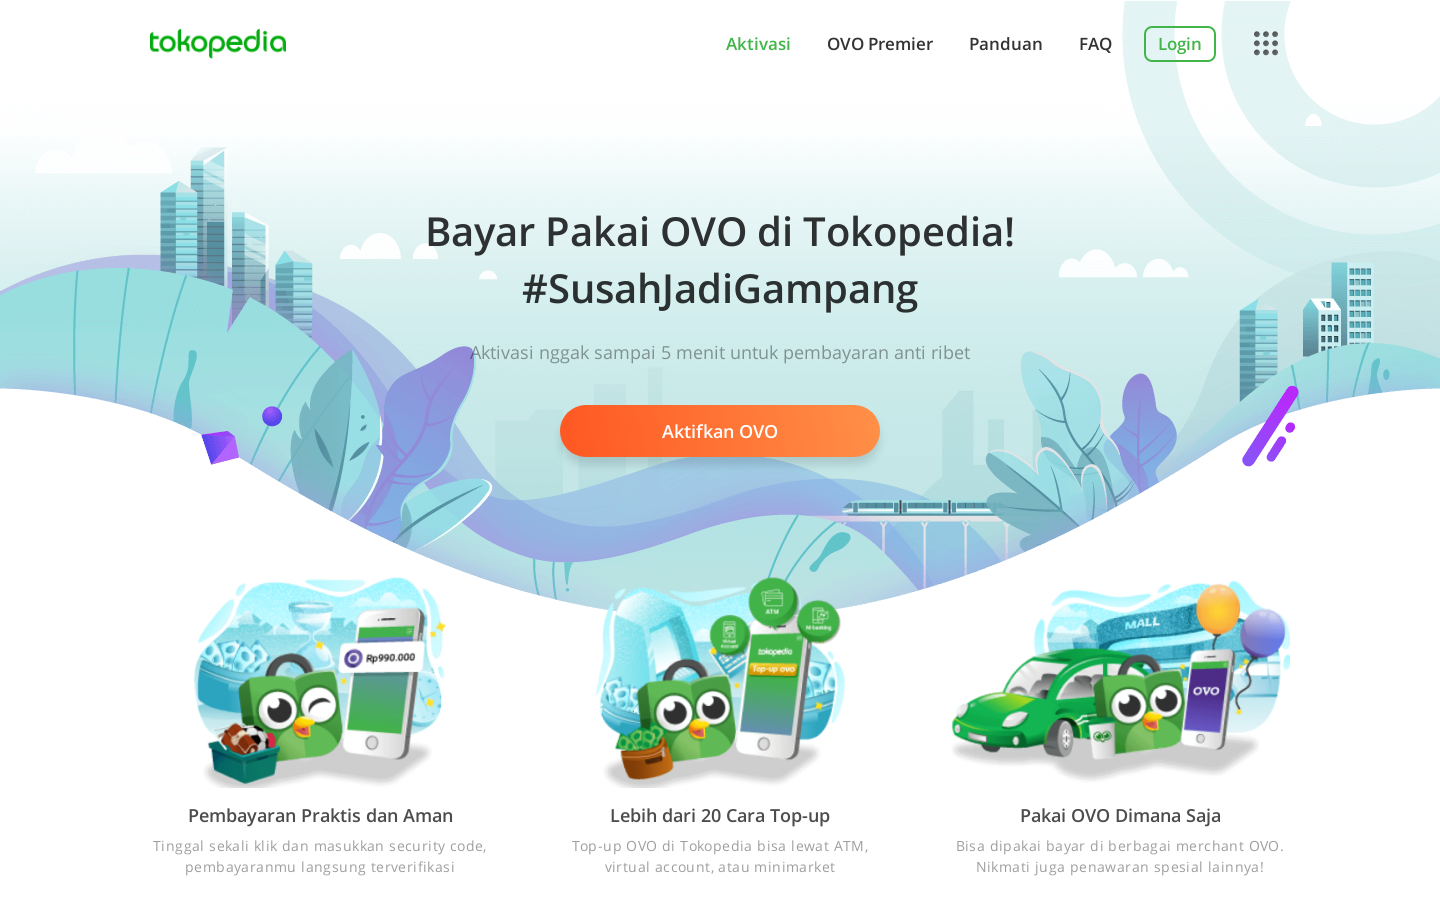 tokopedia
Aktivasi
OVO Premier
Panduan
FAQ
Login
Bayar Pakai OVO di Tokopedia!
#SusahJadiGampang
Aktivasi nggak sampai 5 menit untuk pembayaran anti ribet
Aktifkan OVO
Rp990.000
ATM
M-banking
Virtual
Account
tokopedia
Top-up OVO
MALL
OVO
Pembayaran Praktis dan Aman
Tinggal sekali klik dan masukkan security code,
pembayaranmu langsung terverifikasi
Lebih dari 20 Cara Top-up
Top-up OVO di Tokopedia bisa lewat ATM,
virtual account, atau minimarket
Pakai OVO Dimana Saja
Bisa dipakai bayar di berbagai merchant OVO.
Nikmati juga penawaran spesial lainnya!